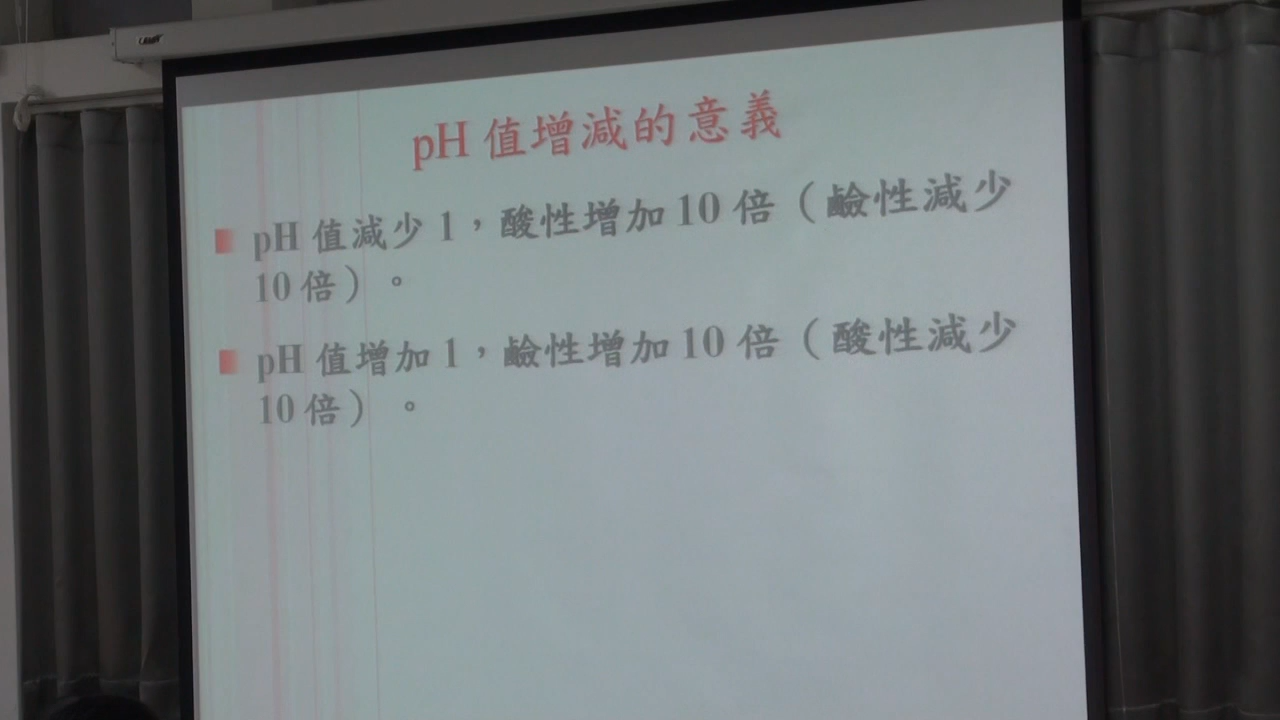 pH 值增減的意義
pH 值減少 1，酸性增加 10 倍（鹼性減少
10 倍）。
pH 值增加 1，鹼性增加 10 倍（酸性減少
10 倍）。